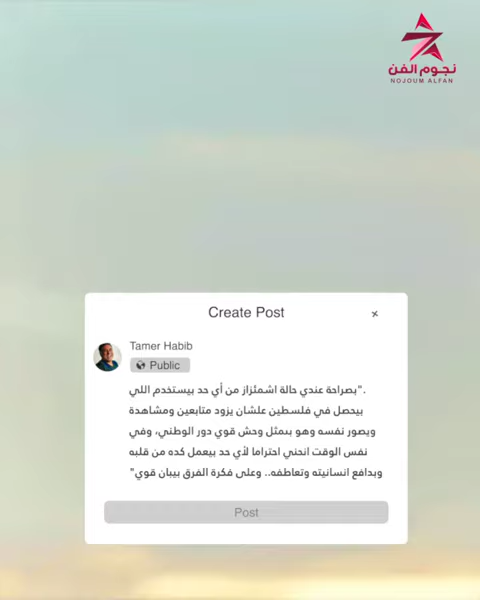 نجوم الفن
NOJOUM ALFAN
Create Post
×
Tamer Habib
Public
."بصراحة عندي حالة اشمئزاز من أي حد بيستخدم اللي
بيحصل في فلسطين علشان يزود متابعين ومشاهدة
ويصور نفسه وهو بيمثل وحش قوي دور الوطني، وفي
نفس الوقت انحني احتراما لأي حد بيعمل كده من قلبه
وبدافع انسانيته وتعاطفه.. وعلى فكرة الفرق بيبان قوي"
Post